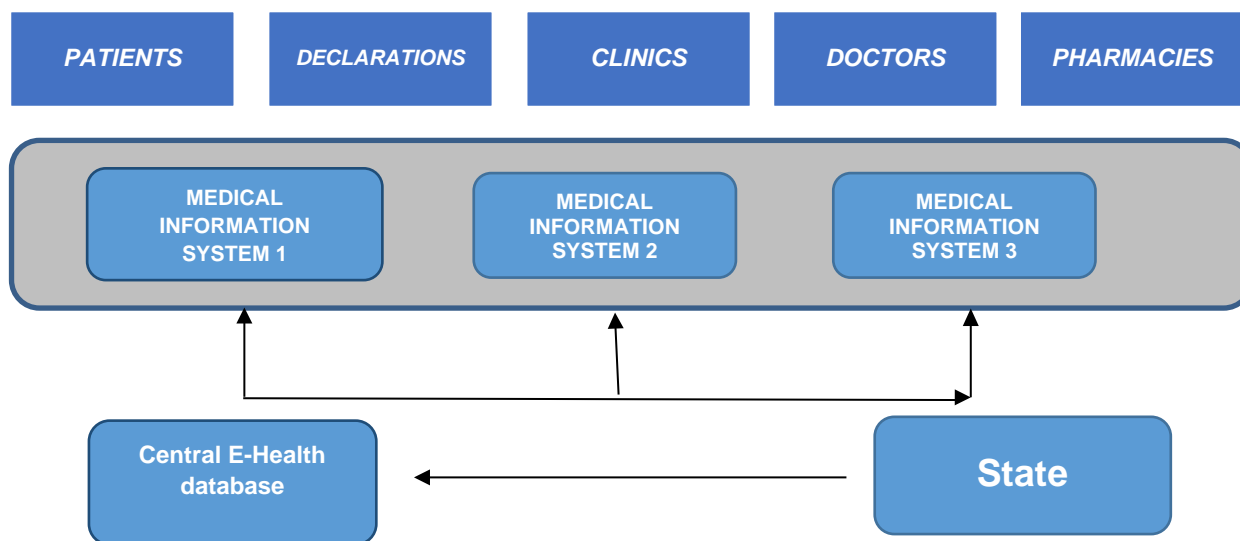 PATIENTS
DECLARATIONS
CLINICS
DOCTORS
PHARMACIES
MEDICAL
INFORMATION
SYSTEM 1
MEDICAL
INFORMATION
SYSTEM 2
MEDICAL
INFORMATION
SYSTEM 3
Central E-Health
database
State